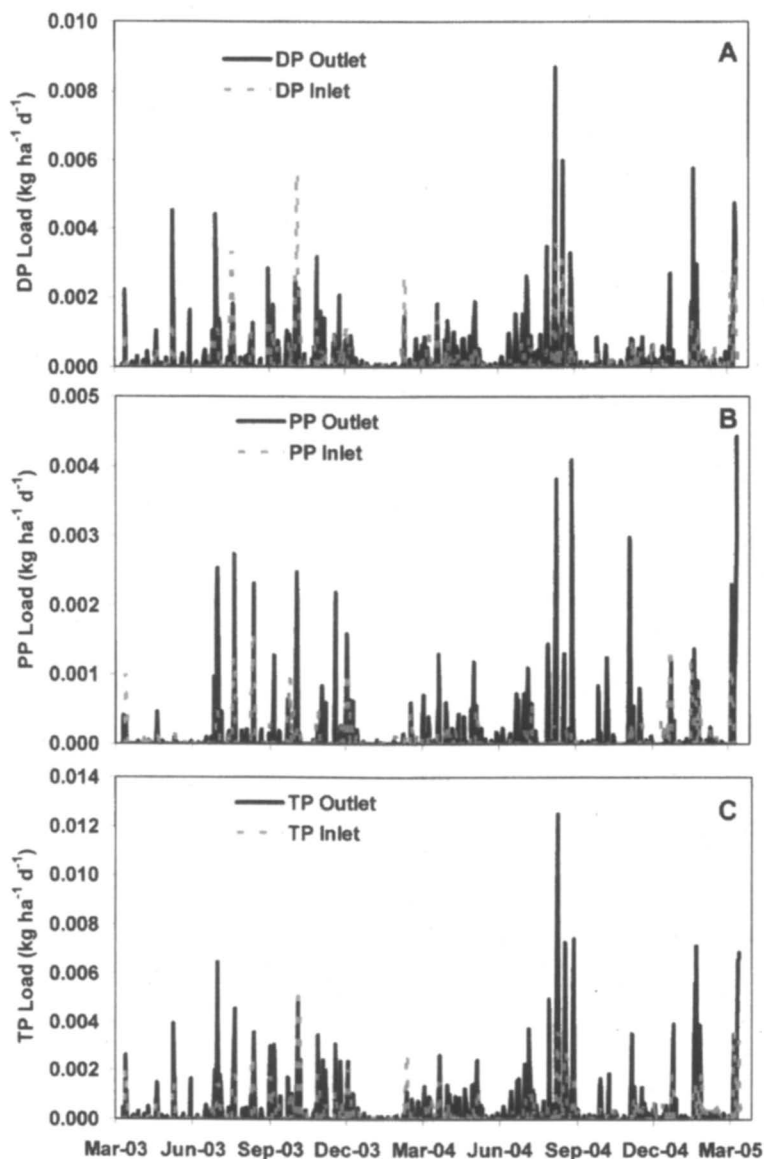 0.010
A
DP Outlet
DP Inlet
0.008
0.006
0.004
0.002
0.000
DP Load (kg ha⁻¹ d⁻¹)
0.005
B
PP Outlet
PP Inlet
0.004
0.003
0.002
0.001
0.000
PP Load (kg ha⁻¹ d⁻¹)
0.014
C
TP Outlet
TP Inlet
0.012
0.010
0.008
0.006
0.004
0.002
0.000
TP Load (kg ha⁻¹ d⁻¹)
Mar-03 Jun-03 Sep-03 Dec-03 Mar-04 Jun-04 Sep-04 Dec-04 Mar-05